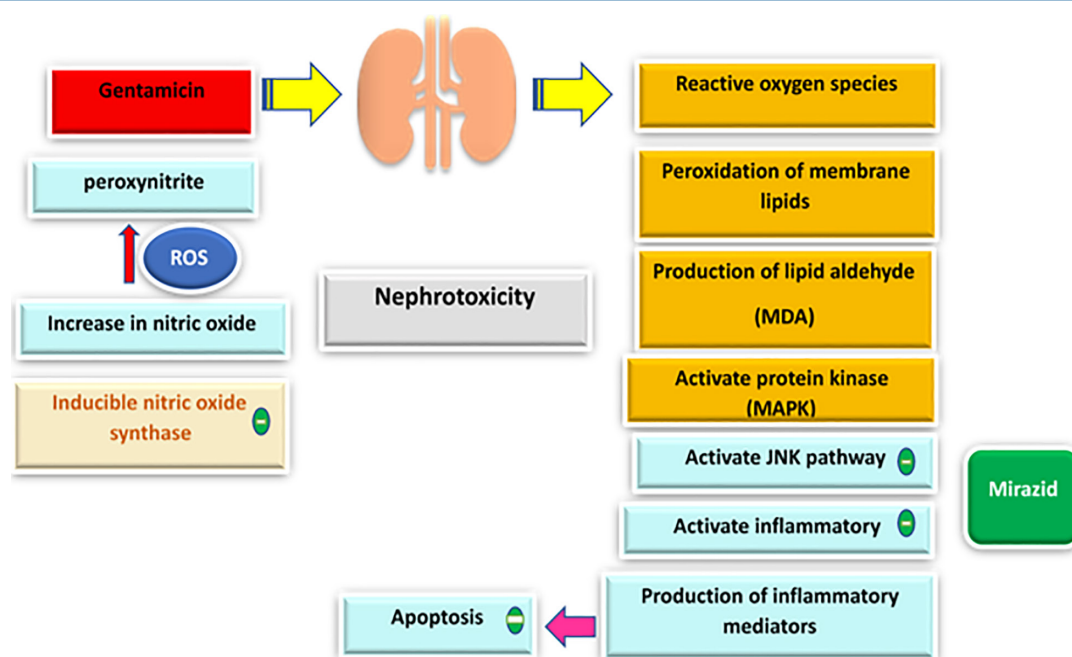 Gentamicin
Reactive oxygen species
peroxynitrite
Peroxidation of membrane
lipids
ROS
Production of lipid aldehyde
(MDA)
Nephrotoxicity
Increase in nitric oxide
Activate protein kinase
(MAPK)
Inducible nitric oxide
synthase
Activate JNK pathway
Mirazid
Activate inflammatory
Production of inflammatory
mediators
Apoptosis